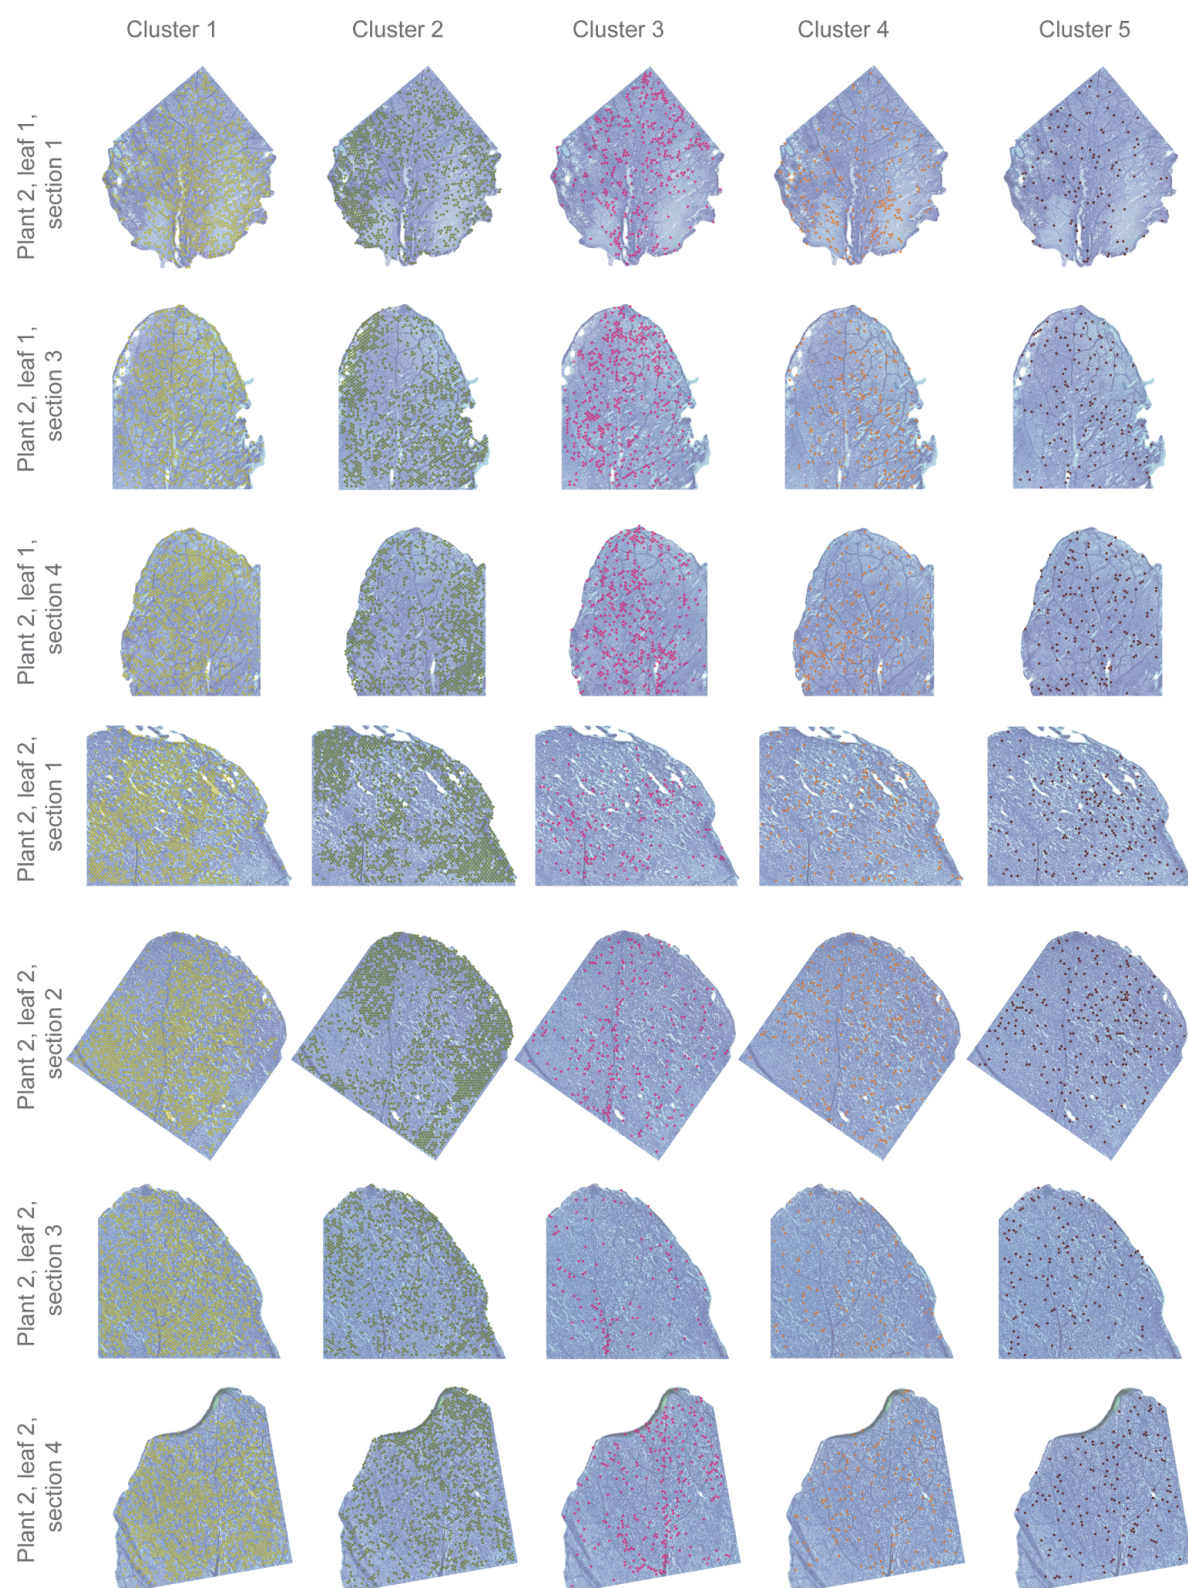 Cluster 1
Cluster 2
Cluster 3
Cluster 4
Cluster 5
Plant 2, leaf 1,
section 1
Plant 2, leaf 1,
section 3
Plant 2, leaf 1,
section 4
Plant 2, leaf 2,
section 1
Plant 2, leaf 2,
section 2
Plant 2, leaf 2,
section 3
Plant 2, leaf 2,
section 4